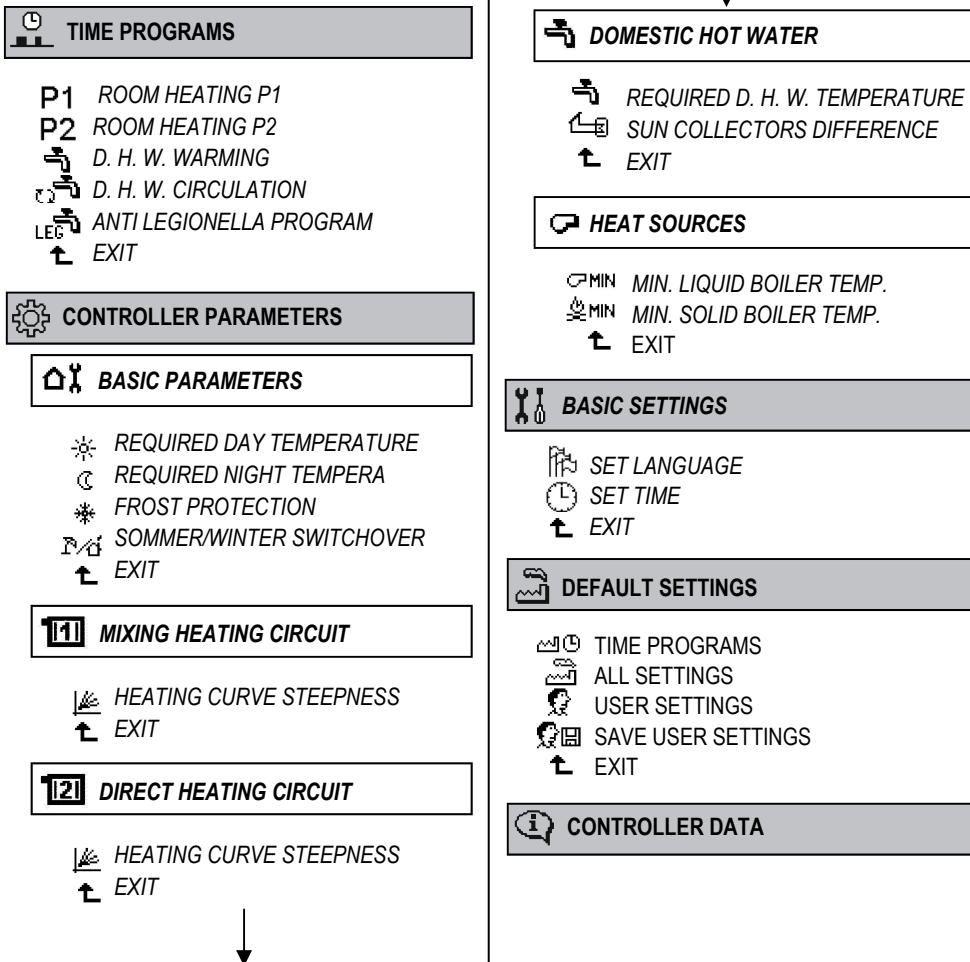 TIME PROGRAMS
P1 ROOM HEATING P1
P2 ROOM HEATING P2
D. H. W. WARMING
D. H. W. CIRCULATION
LEG ANTI LEGIONELLA PROGRAM
EXIT
CONTROLLER PARAMETERS
BASIC PARAMETERS
REQUIRED DAY TEMPERATURE
REQUIRED NIGHT TEMPERA
FROST PROTECTION
SOMMER/WINTER SWITCHOVER
EXIT
1 MIXING HEATING CIRCUIT
HEATING CURVE STEEPNESS
EXIT
2 DIRECT HEATING CIRCUIT
HEATING CURVE STEEPNESS
EXIT
DOMESTIC HOT WATER
REQUIRED D. H. W. TEMPERATURE
SUN COLLECTORS DIFFERENCE
EXIT
HEAT SOURCES
MIN MIN. LIQUID BOILER TEMP.
MIN MIN. SOLID BOILER TEMP.
EXIT
BASIC SETTINGS
SET LANGUAGE
SET TIME
EXIT
DEFAULT SETTINGS
TIME PROGRAMS
ALL SETTINGS
USER SETTINGS
SAVE USER SETTINGS
EXIT
i CONTROLLER DATA